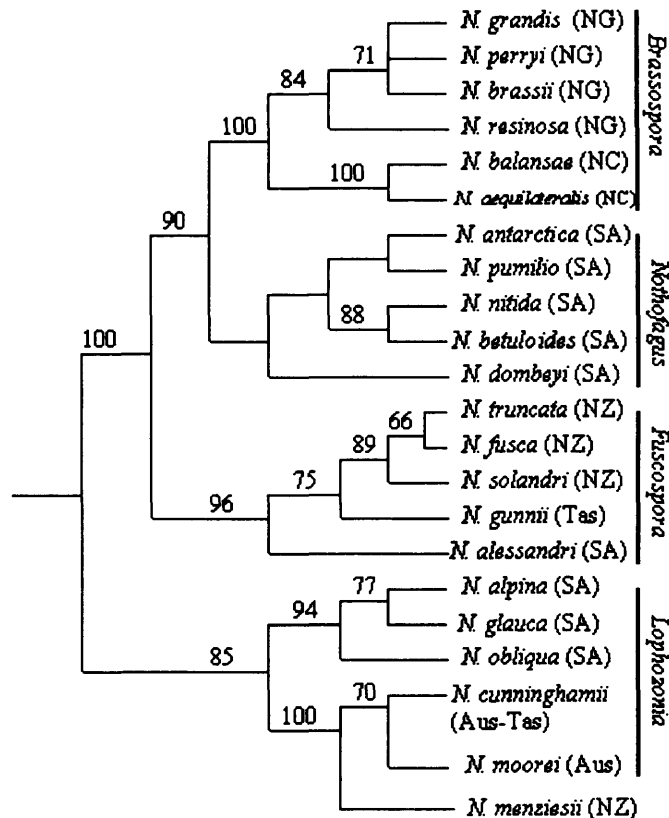 N. grandis (NG)
71
N. perryi (NG)
84
N. brassii (NG)
100
N. resinosa (NG)
N. balansae (NC)
100
N. aequilateralis (NC)
Brassospora
90
N. antarctica (SA)
N. pumilio (SA)
N. nitida (SA)
88
N. betuloides (SA)
100
N. dombeyi (SA)
Nothofagus
N. truncata (NZ)
66
N. fusca (NZ)
89
N. solandri (NZ)
75
96
N. gunnii (Tas)
N. alessandri (SA)
Fuscospora
77
N. alpina (SA)
94
N. glauca (SA)
85
N. obliqua (SA)
70
N. cunninghamii
(Aus-Tas)
100
N. moorei (Aus)
N. menziesii (NZ)
Lophozonia